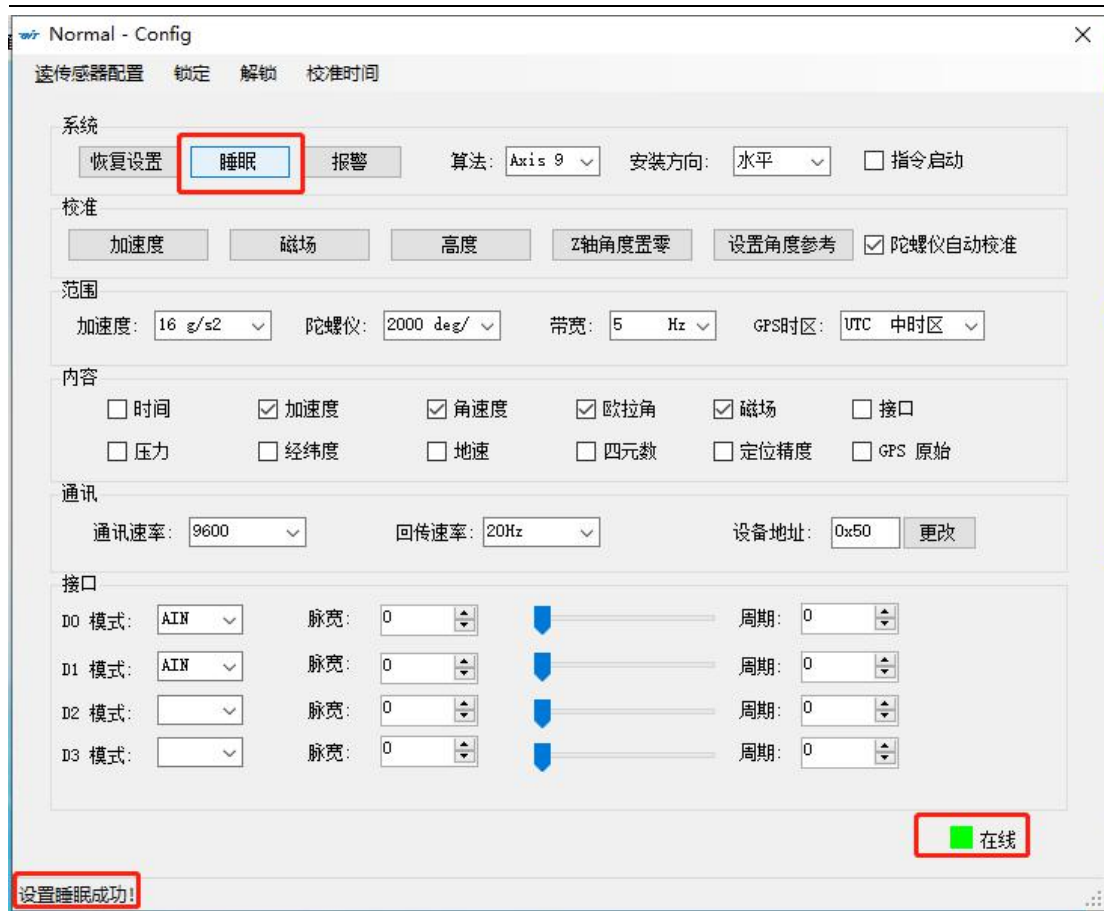 Normal - Config
读传感器配置 锁定 解锁 校准时间
系统
恢复设置 睡眠 报警 算法: Axis 9 安装方向: 水平 指令启动
校准
加速度 磁场 高度 Z轴角度置零 设置角度参考 陀螺仪自动校准
范围
加速度: 16 g/s2 陀螺仪: 2000 deg/ 带宽: 5 Hz GPS时区: UTC 中时区
内容
时间 加速度 角速度 欧拉角 磁场 接口
压力 经纬度 地速 四元数 定位精度 GPS 原始
通讯
通讯速率: 9600 回传速率: 20Hz 设备地址: 0x50 更改
接口
D0 模式: AIN 脉宽: 0 周期: 0
D1 模式: AIN 脉宽: 0 周期: 0
D2 模式: 脉宽: 0 周期: 0
D3 模式: 脉宽: 0 周期: 0
在线
设置睡眠成功!